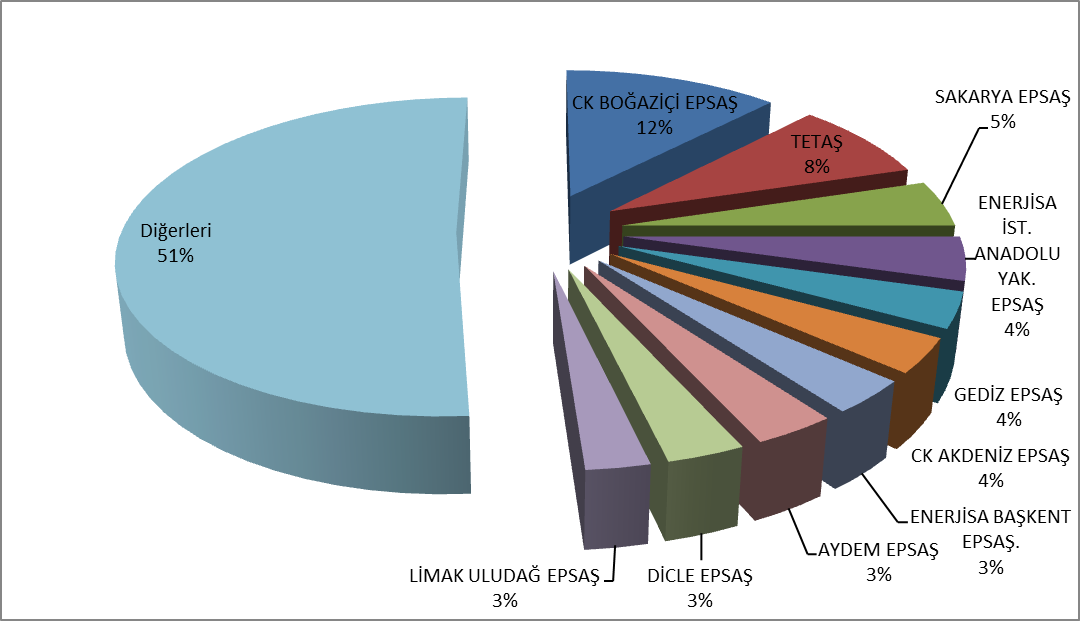 CK BOĞAZİÇİ EPSAŞ
12%
TETAŞ
8%
SAKARYA EPSAŞ
5%
ENERJİSA
İST.
ANADOLU
YAK.
EPSAŞ
4%
GEDİZ EPSAŞ
4%
CK AKDENİZ EPSAŞ
4%
ENERJİSA BAŞKENT
EPSAŞ.
3%
AYDEM EPSAŞ
3%
DİCLE EPSAŞ
3%
LİMAK ULUDAĞ EPSAŞ
3%
Diğerleri
51%